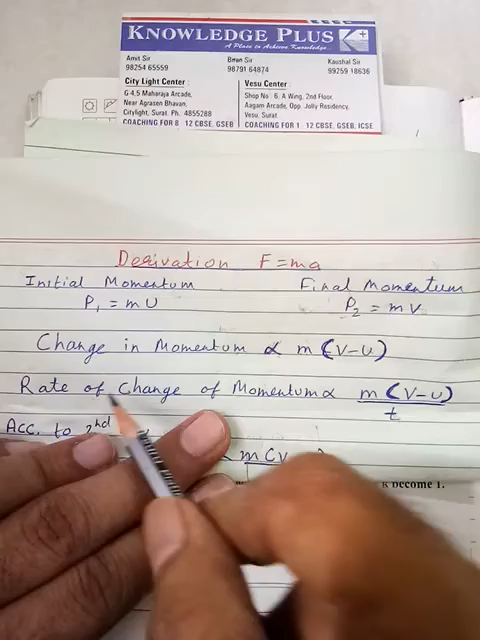 KNOWLEDGE PLUS
A Place to Achieve Knowledge..
Amit Sir
98254 65559
Biren Sir
98791 64874
Kaushal Sir
99259 18636
City Light Center :
G 4,5 Maharaja Arcade,
Near Agrasen Bhavan,
Citylight, Surat. Ph. 4855288
COACHING FOR 8 12 CBSE, GSEB
Vesu Center :
Shop No 6, A Wing, 2nd Floor,
Aagam Arcade, Opp. Jolly Residency,
Vesu, Surat
COACHING FOR 1 12 CBSE, GSEB, ICSE
Derivation F = ma
Initial Momentum
P₁ = m U
Final Momentum
P₂ = m V
Change in Momentum ∝ m (V-U)
Rate of Change of Momentum ∝ m (V-U) / t
Acc. to 2nd
become 1.